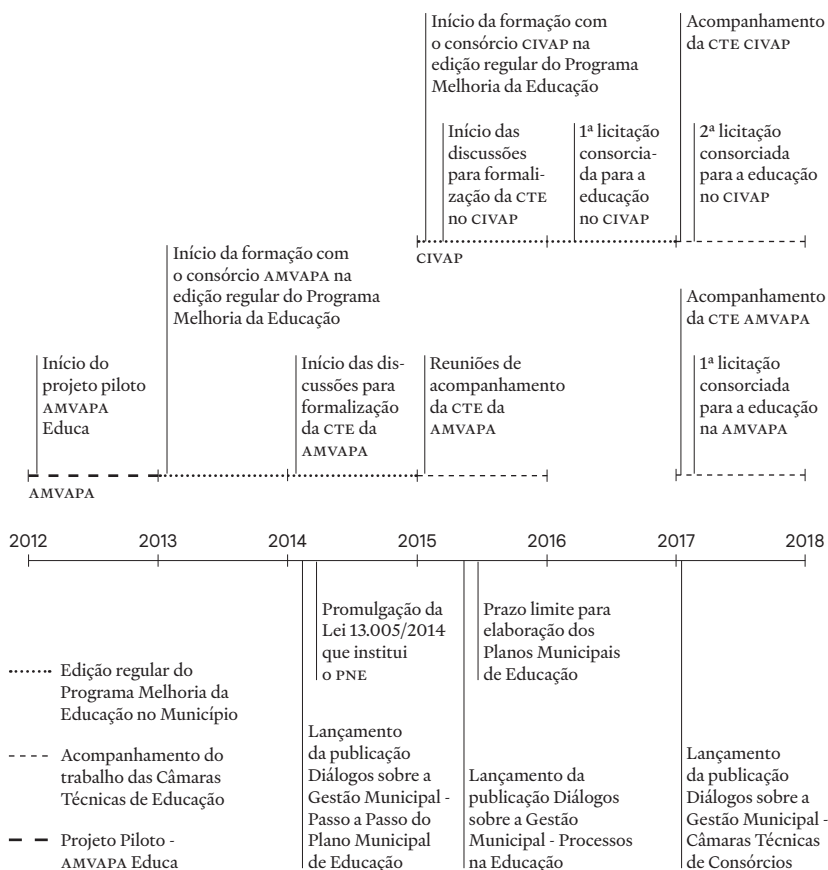 Início da formação com
o consórcio CIVAP na
edição regular do Programa
Melhoria da Educação
Acompanhamento
da CTE CIVAP
Início das
discussões
para formali-
zação da CTE
no CIVAP
1ª licitação
consorcia-
da para a
educação
no CIVAP
2ª licitação
consorciada
para a educação
no CIVAP
CIVAP
Início da formação com
o consórcio AMVAPA na
edição regular do Programa
Melhoria da Educação
Acompanhamento
da CTE AMVAPA
Início do
projeto piloto
AMVAPA
Educa
Início das dis-
cussões para
formalização
da CTE da
AMVAPA
Reuniões de
acompanhamento
da CTE da
AMVAPA
1ª licitação
consorciada
para a educação
na AMVAPA
AMVAPA
2012 2013 2014 2015 2016 2017 2018
Promulgação da
Lei 13.005/2014
que institui
o PNE
Prazo limite para
elaboração dos
Planos Municipais
de Educação
Edição regular do
Programa Melhoria da
Educação no Município
Acompanhamento do
trabalho das Câmaras
Técnicas de Educação
Projeto Piloto -
AMVAPA Educa
Lançamento
da publicação
Diálogos sobre a
Gestão Municipal -
Passo a Passo do
Plano Municipal
de Educação
Lançamento da
publicação Diálogos
sobre a Gestão
Municipal - Processos
na Educação
Lançamento
da publicação
Diálogos sobre a
Gestão Municipal -
Câmaras Técnicas
de Consórcios